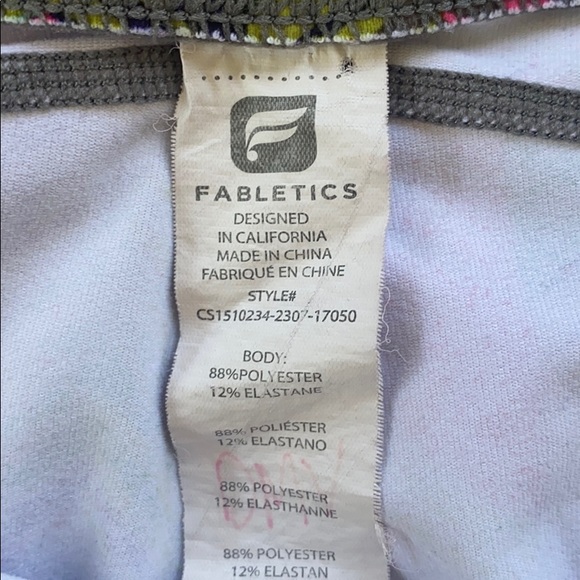 FABLETICS
DESIGNED
IN CALIFORNIA
MADE IN CHINA
FABRIQUÉ EN CHINE
STYLE#
CS1510234-2307-17050
BODY:
88%POLYESTER
12% ELASTANE
88% POLIÉSTER
12% ELASTANO
88% POLYESTER
12% ELASTHANNE
88% POLYESTER
12% ELASTAN